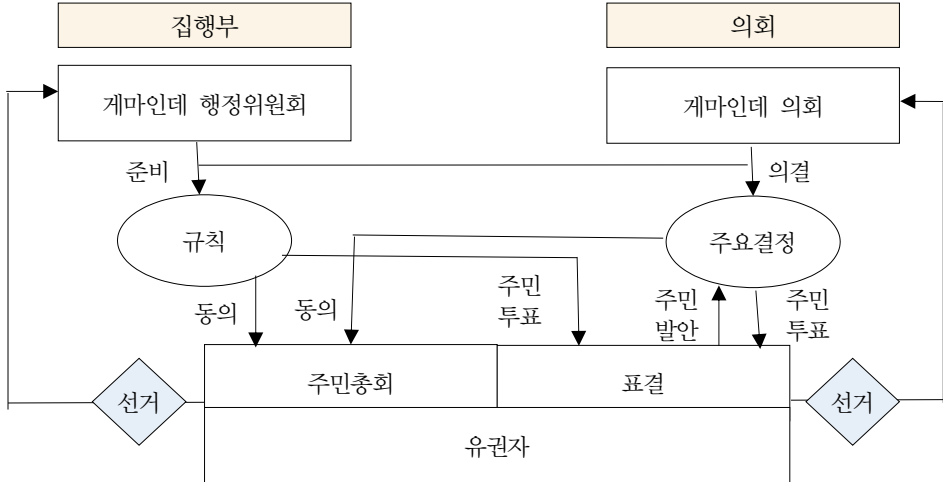 집행부
의회
게마인데 행정위원회
게마인데 의회
준비
의결
규칙
주요결정
동의
동의
주민
투표
주민
발안
주민
투표
주민총회
표결
선거
선거
유권자